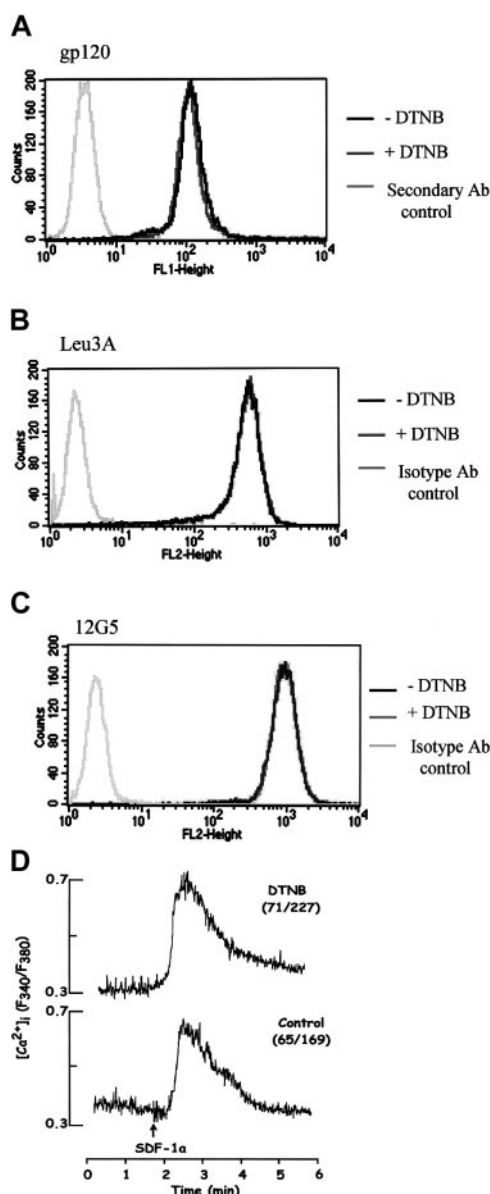 A
gp120
200
160
120
80
40
0
Counts
10^0 10^1 10^2 10^3 10^4
FL1-Height
- DTNB
+ DTNB
Secondary Ab
control
B
Leu3A
200
160
120
80
40
0
Counts
10^0 10^1 10^2 10^3 10^4
FL2-Height
- DTNB
+ DTNB
Isotype Ab
control
C
12G5
200
160
120
80
40
0
Counts
10^0 10^1 10^2 10^3 10^4
FL2-Height
- DTNB
+ DTNB
Isotype Ab
control
D
[Ca2+]i (F340/F380)
0.7
0.3
DTNB
(71/227)
0.7
0.3
Control
(65/169)
SDF-1α
0 1 2 3 4 5 6
Time (min)